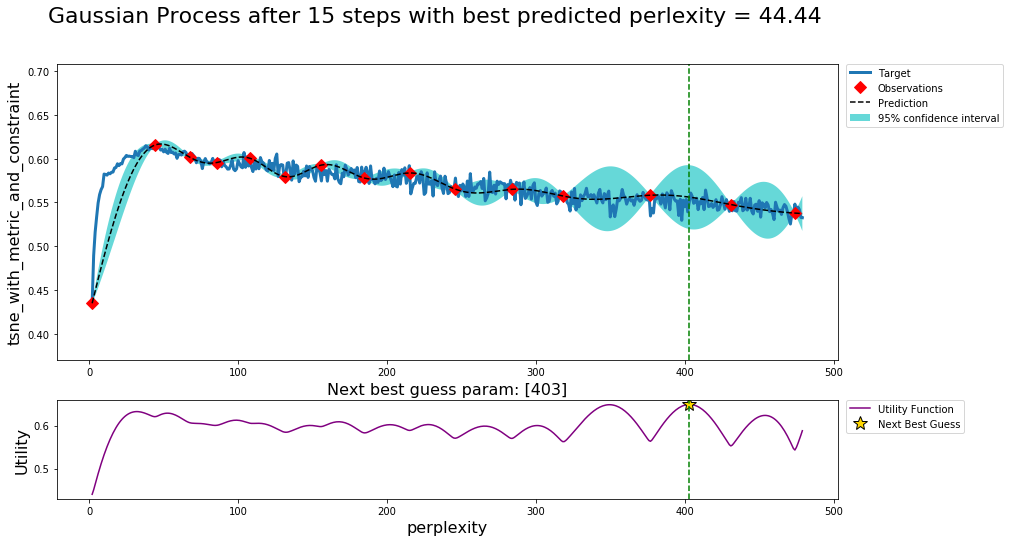 Gaussian Process after 15 steps with best predicted perlexity = 44.44
tsne_with_metric_and_constraint
0.70
0.65
0.60
0.55
0.50
0.45
0.40
0
100
200
300
400
500
Target
Observations
Prediction
95% confidence interval
Next best guess param: [403]
Utility
0.6
0.5
0
100
200
300
400
500
perplexity
Utility Function
Next Best Guess